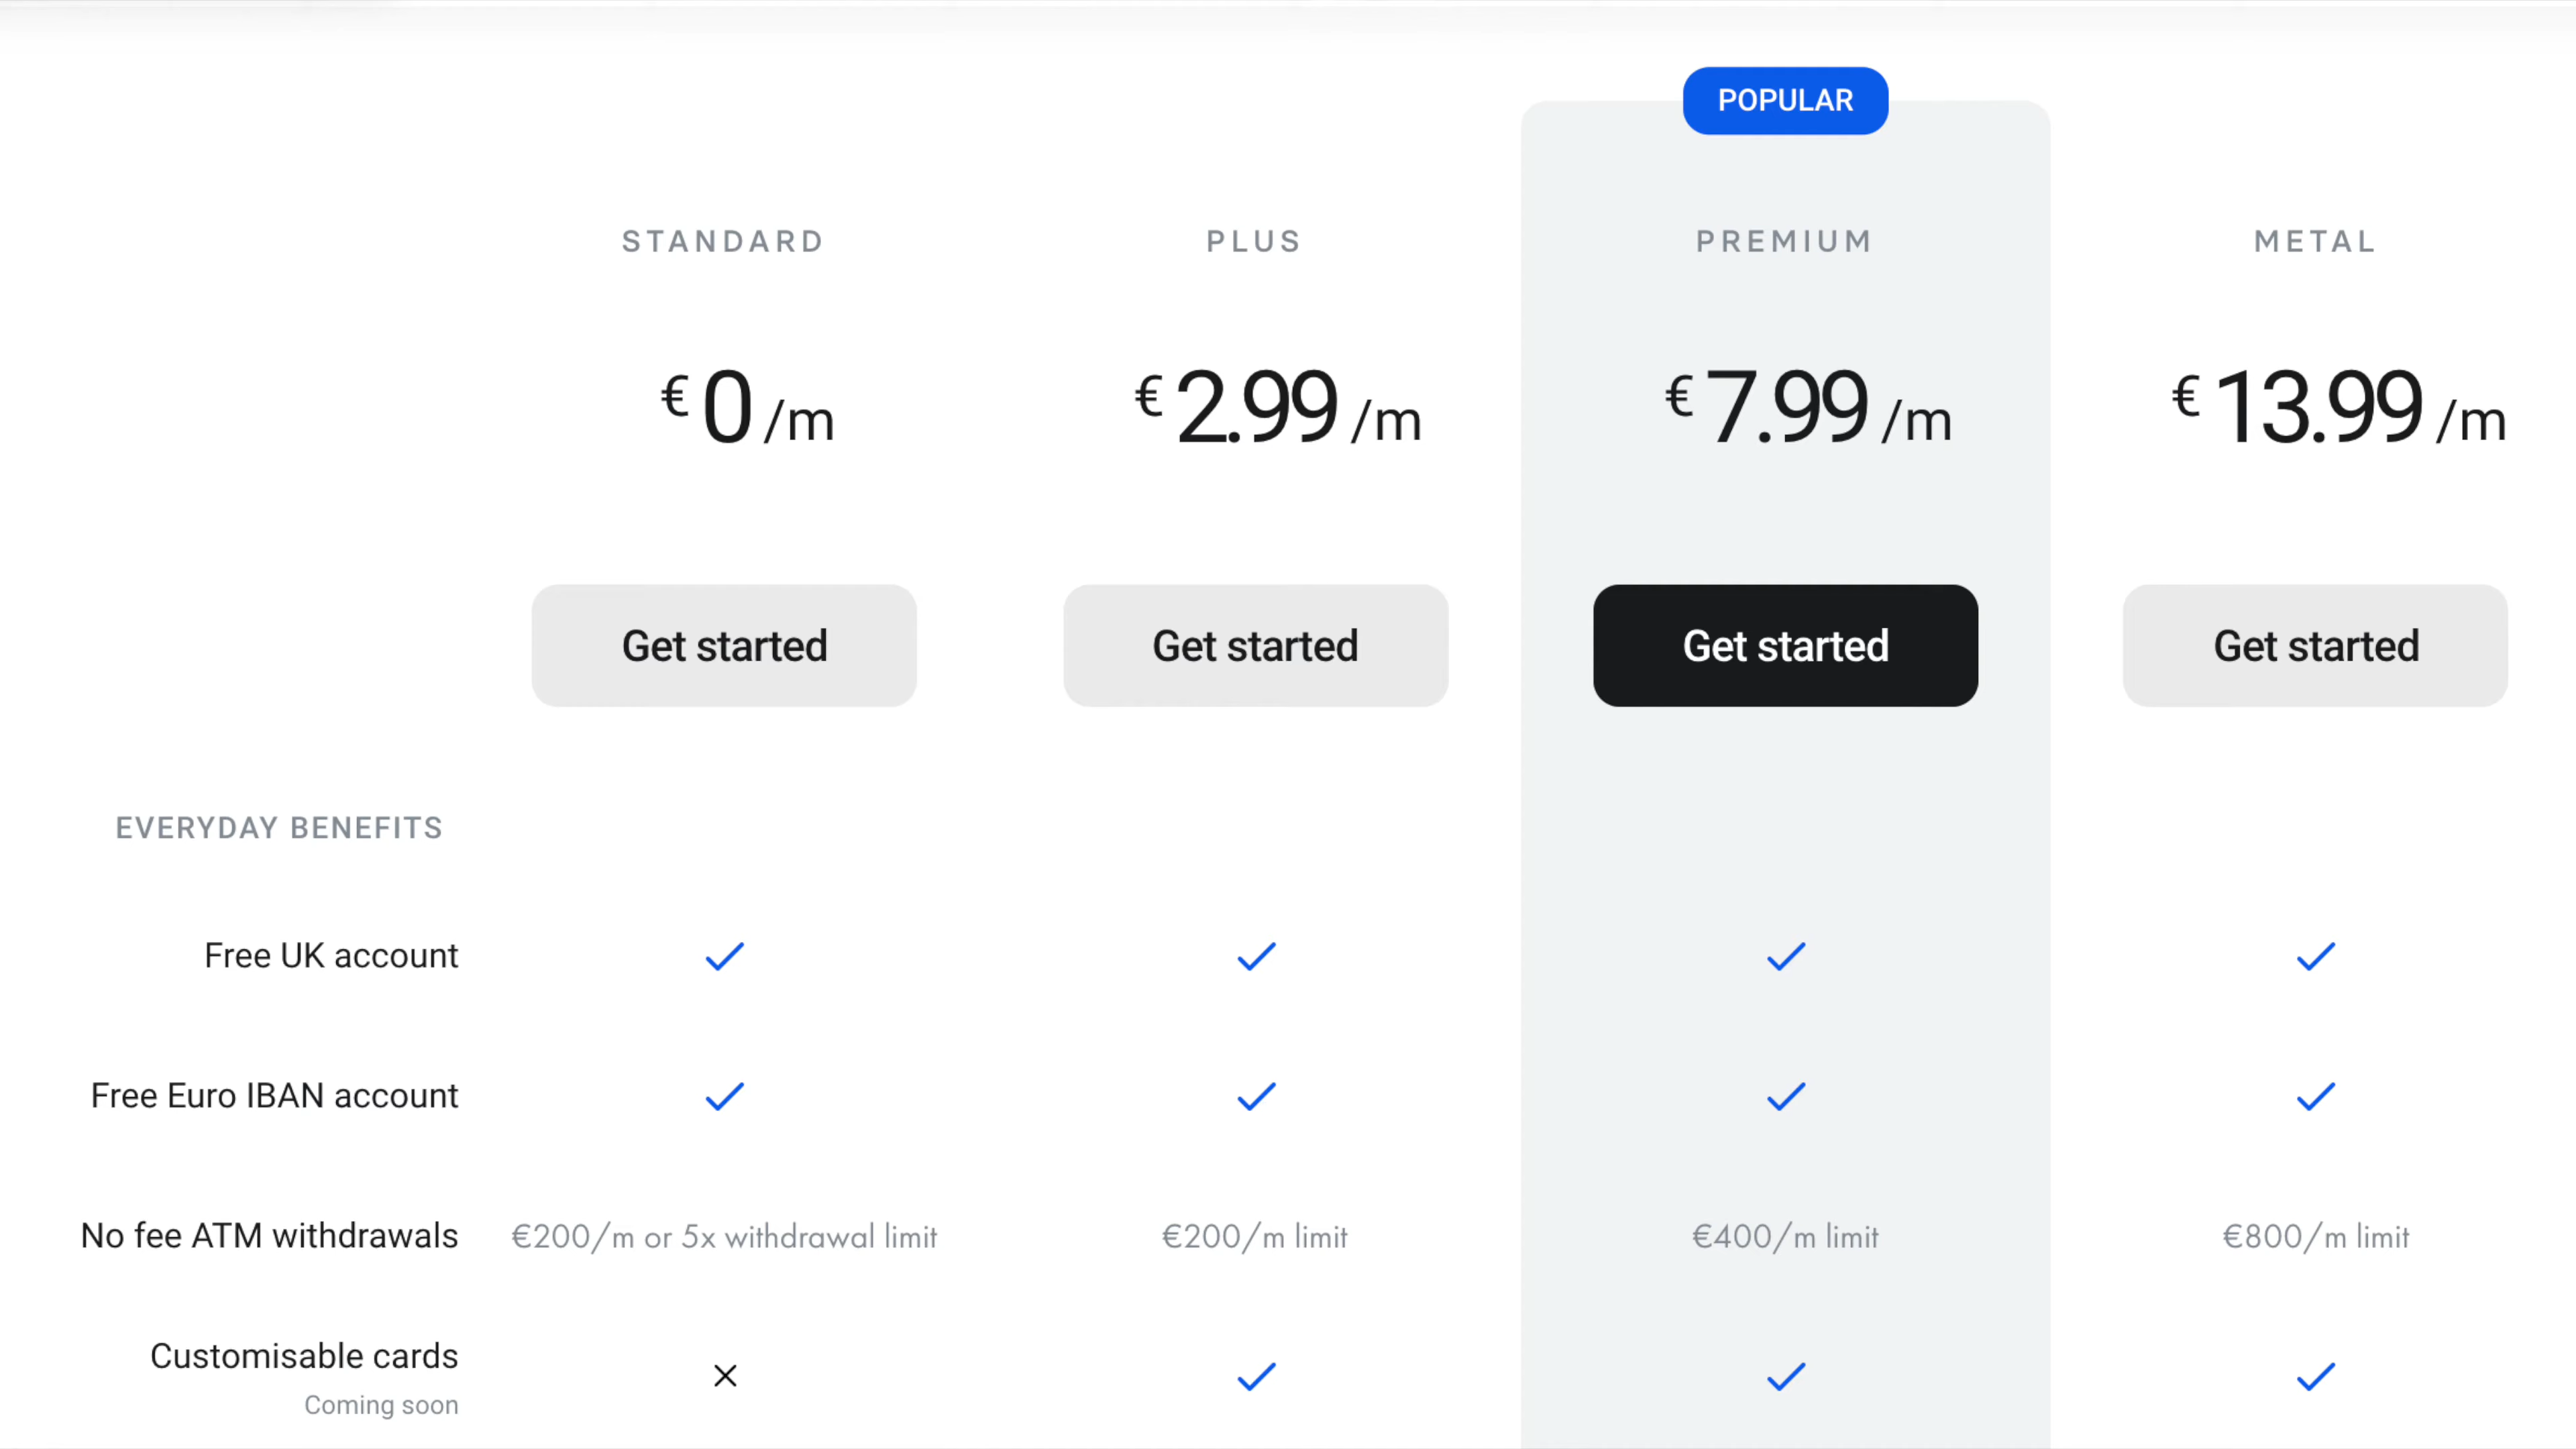 POPULAR
STANDARD PLUS PREMIUM METAL
€ 0 /m € 2.99 /m € 7.99 /m € 13.99 /m
Get started Get started Get started Get started
EVERYDAY BENEFITS
Free UK account
Free Euro IBAN account
No fee ATM withdrawals €200/m or 5x withdrawal limit €200/m limit €400/m limit €800/m limit
Customisable cards
Coming soon